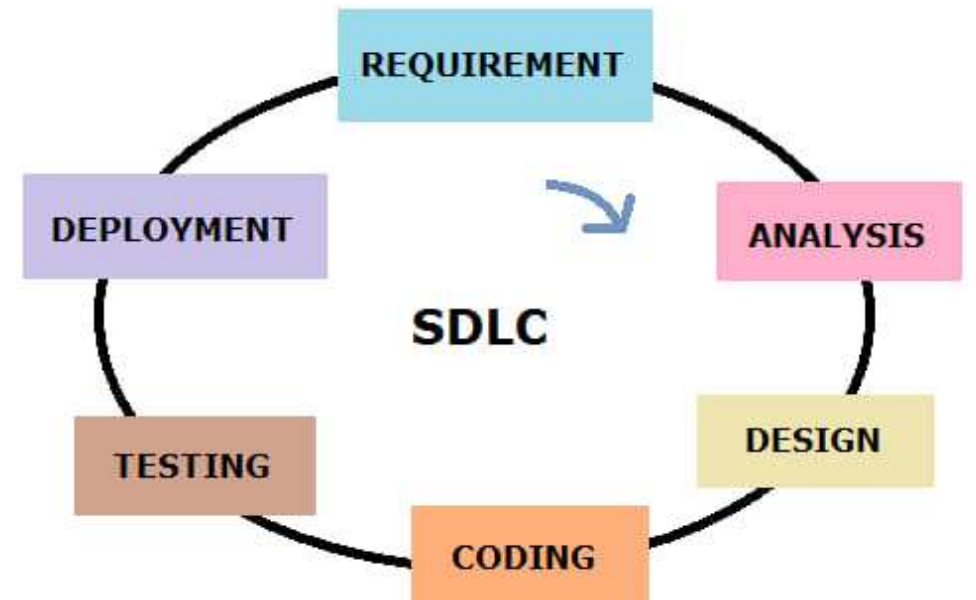 REQUIREMENT
ANALYSIS
DESIGN
CODING
TESTING
DEPLOYMENT
SDLC